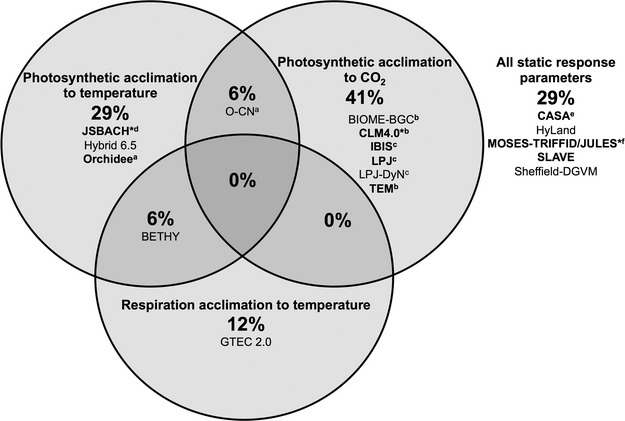 Photosynthetic acclimation
to temperature
29%
JSBACH*ᵈ
Hybrid 6.5
Orchideeᵃ
6%
O-CNᵃ
Photosynthetic acclimation
to CO₂
41%
BIOME-BGCᵇ
CLM4.0*ᵇ
IBISᶜ
LPJᶜ
LPJ-DyNᶜ
TEMᵇ
All static response
parameters
29%
CASAᵉ
HyLand
MOSES-TRIFFID/JULES*ᶠ
SLAVE
Sheffield-DGVM
0%
6%
BETHY
0%
Respiration acclimation to temperature
12%
GTEC 2.0